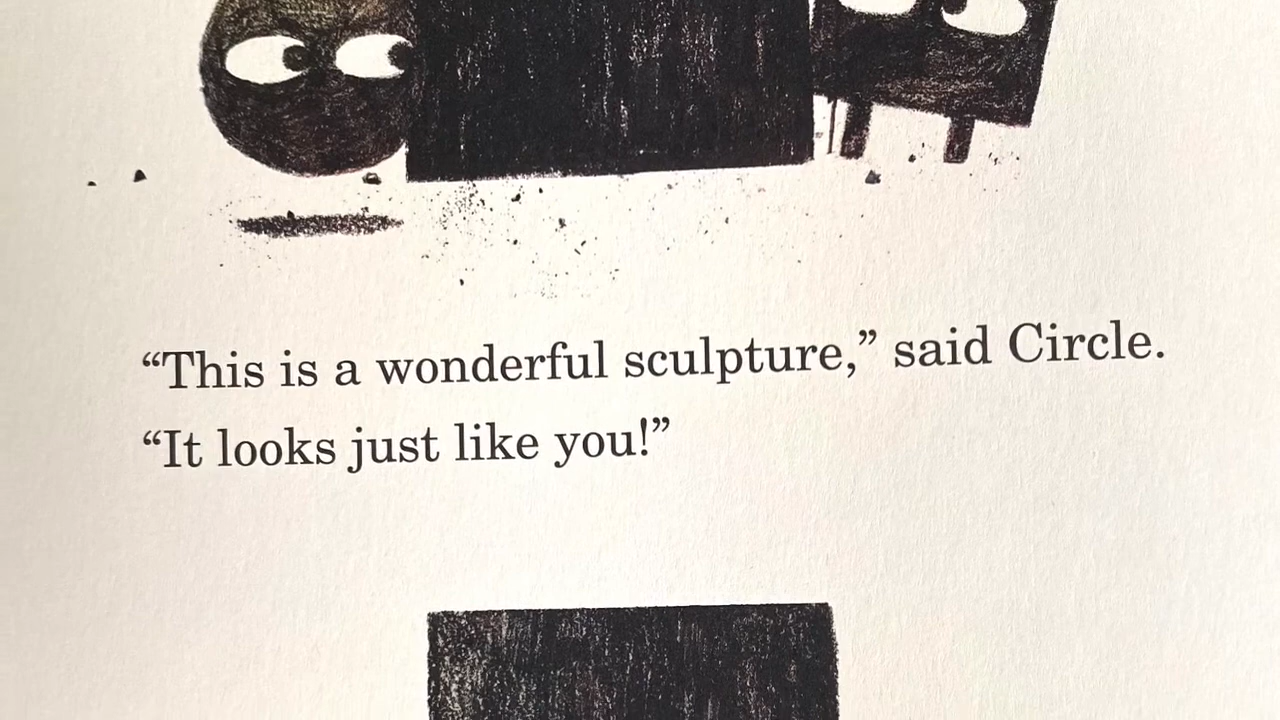 “This is a wonderful sculpture,” said Circle.
“It looks just like you!”